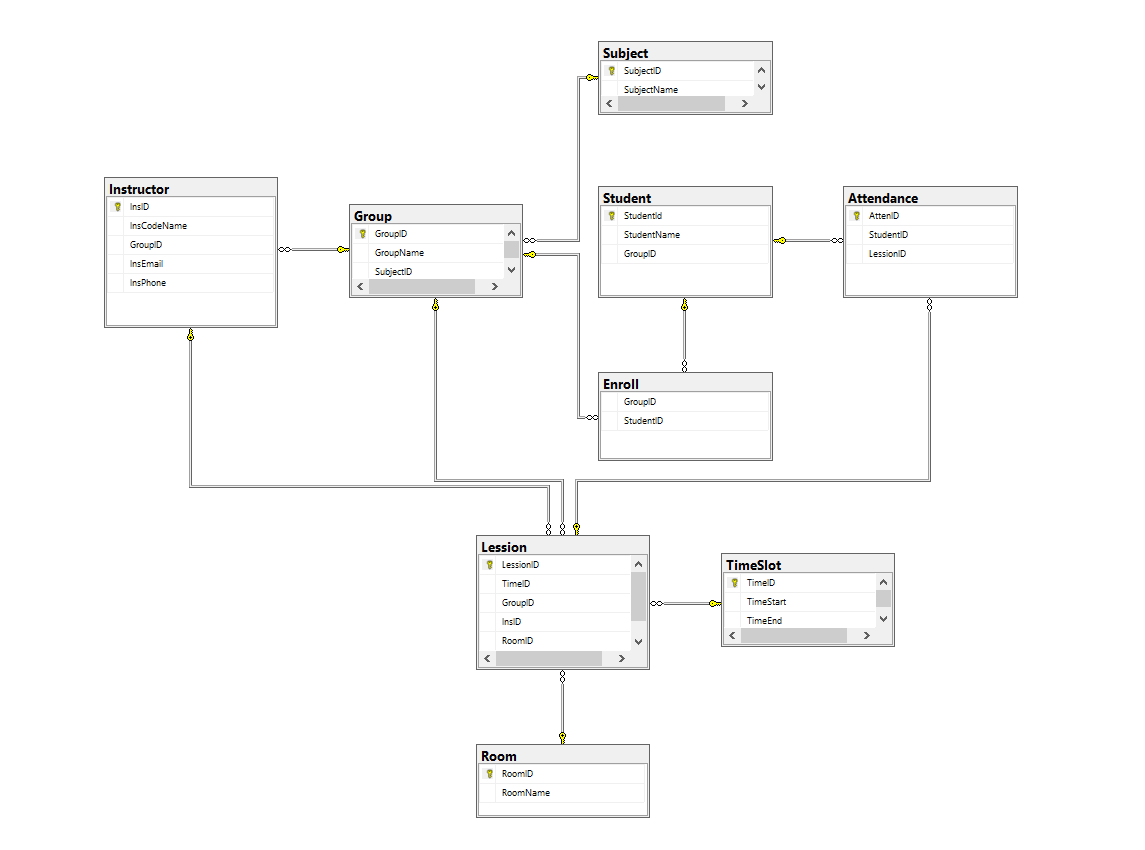 Subject
SubjectID
SubjectName
Instructor
InsID
InsCodeName
GroupID
InsEmail
InsPhone
Group
GroupID
GroupName
SubjectID
Student
StudentId
StudentName
GroupID
Attendance
AttenID
StudentID
LessionID
Enroll
GroupID
StudentID
Lession
LessionID
TimeID
GroupID
InsID
RoomID
TimeSlot
TimeID
TimeStart
TimeEnd
Room
RoomID
RoomName